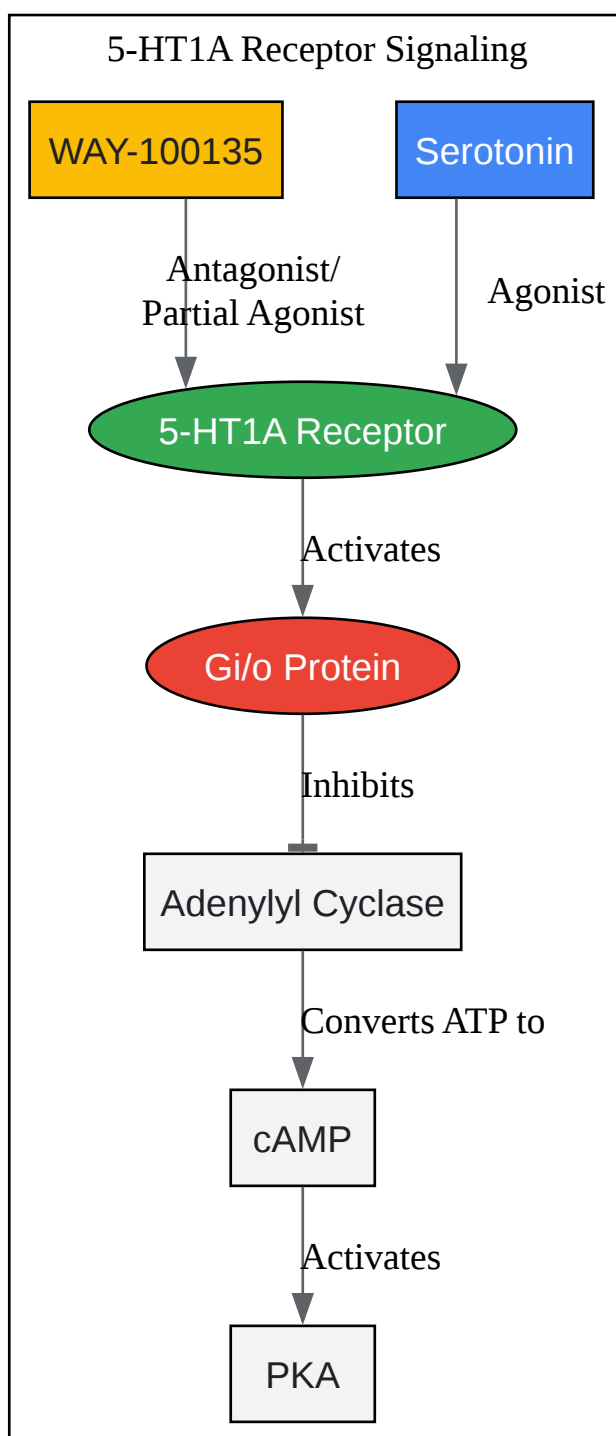 5-HT1A Receptor Signaling
WAY-100135
Serotonin
Antagonist/
Partial Agonist
Agonist
5-HT1A Receptor
Activates
Gi/o Protein
Inhibits
Adenylyl Cyclase
Converts ATP to
cAMP
Activates
PKA